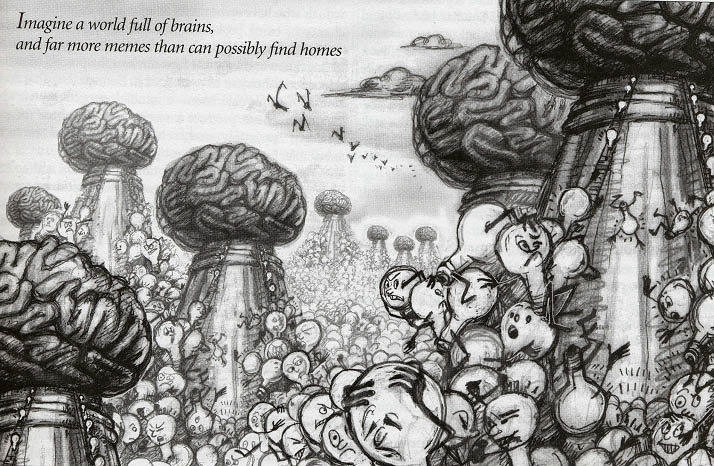 Imagine a world full of brains,
and far more memes than can possibly find homes